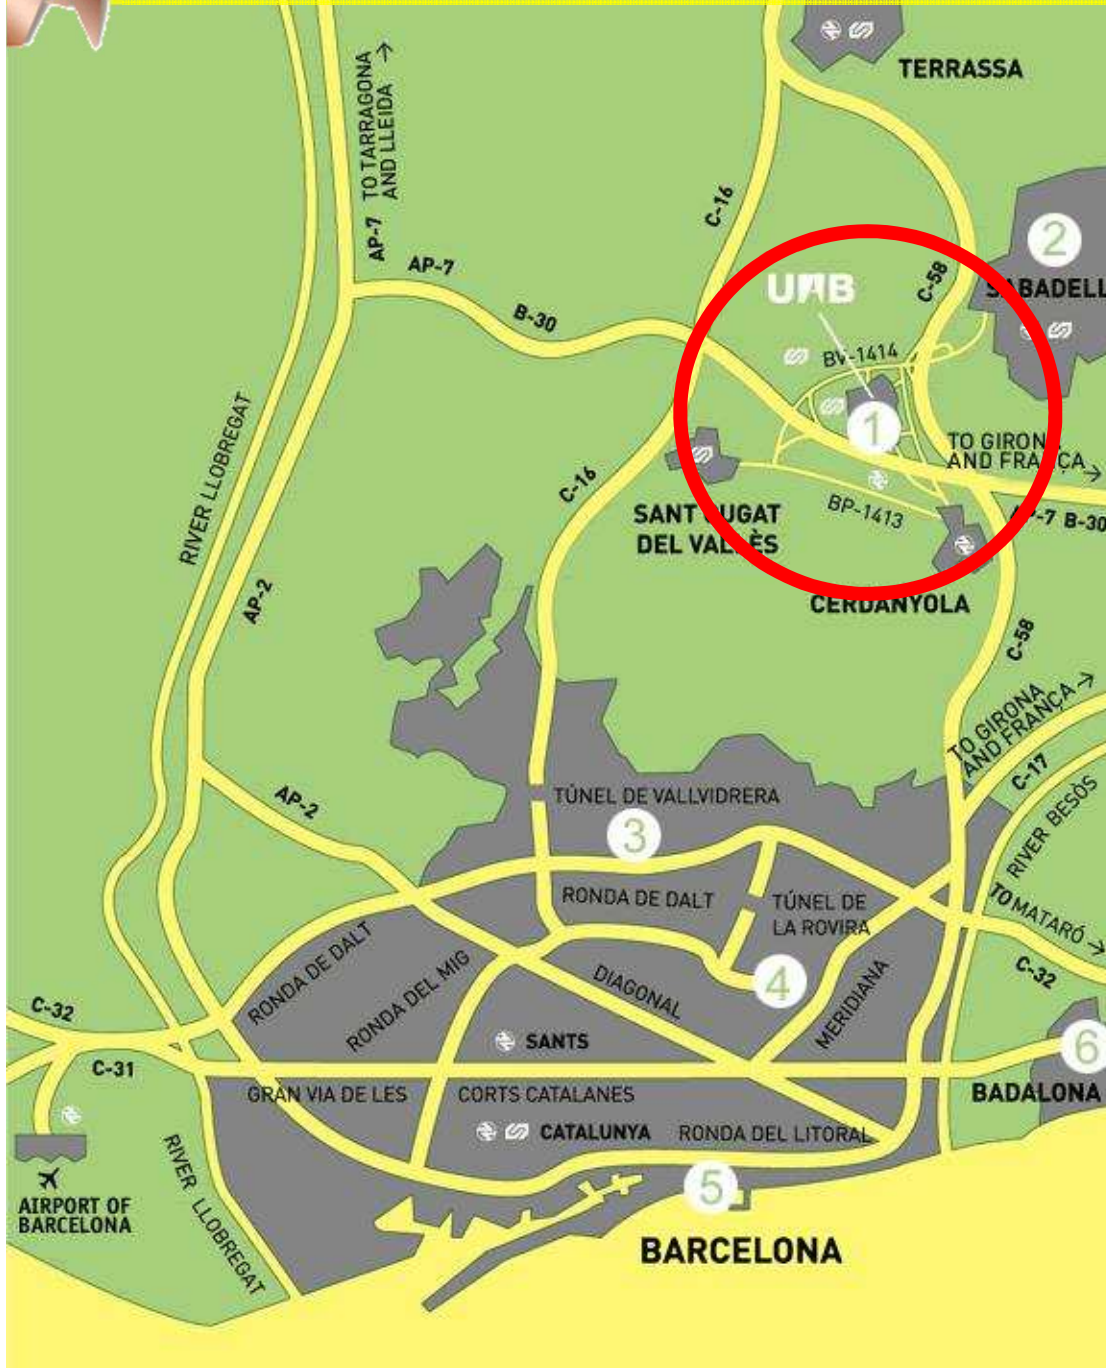 TERRASSA
TO TARRAGONA
AND LLEIDA
AP-7
C-16
AP-7
B-30
C-58
2
SABADELL
UAB
BV-1414
1
TO GIRONA
AND FRANÇA
AP-7 B-30
RIVER LLOBREGAT
C-16
SANT CUGAT
DEL VALLÈS
BP-1413
CERDANYOLA
AP-2
C-58
TO GIRONA
AND FRANÇA
C-17
RIVER BESÒS
AP-2
TÚNEL DE VALLVIDRERA
3
RONDA DE DALT
TÚNEL DE
LA ROVIRA
TO MATARÓ
C-32
RONDA DE DALT
RONDA DEL MIG
DIAGONAL
4
MERIDIANA
C-32
SANTS
6
C-31
GRAN VIA DE LES CORTS CATALANES
BADALONA
CATALUNYA
RONDA DEL LITORAL
5
AIRPORT OF
BARCELONA
RIVER LLOBREGAT
BARCELONA